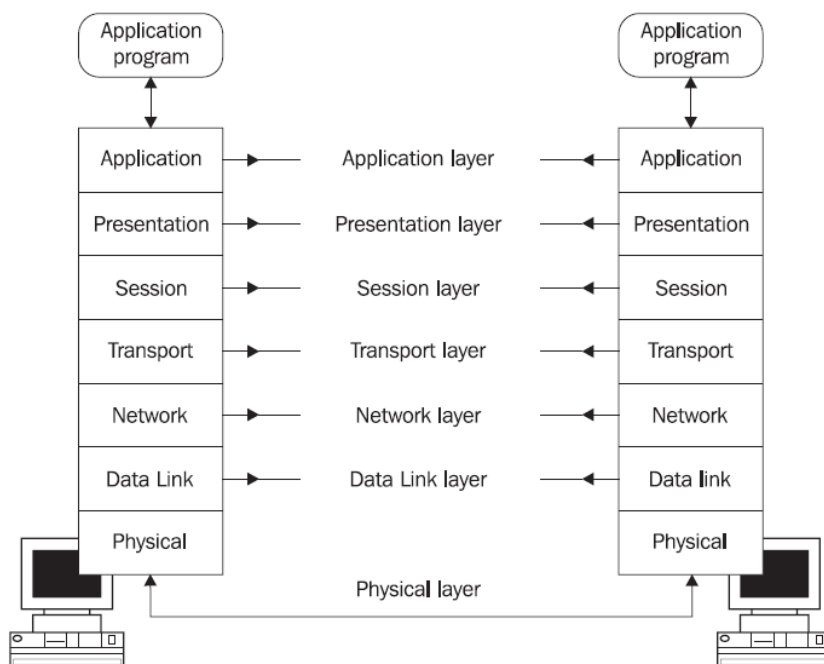 Application
program
Application
program
Application
Application layer
Application
Presentation
Presentation layer
Presentation
Session
Session layer
Session
Transport
Transport layer
Transport
Network
Network layer
Network
Data Link
Data Link layer
Data link
Physical
Physical
Physical layer